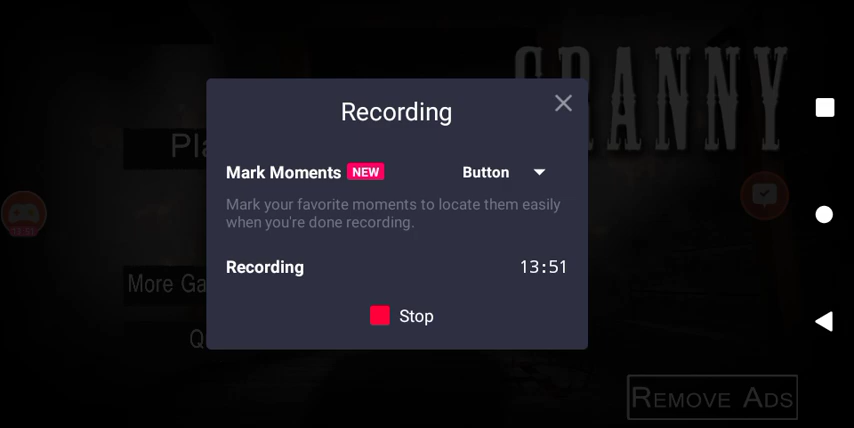 GRANNY
Recording
Pla
Mark Moments NEW Button
Mark your favorite moments to locate them easily
when you're done recording.
Recording 13:51
More Ga
Stop
Q
REMOVE ADS